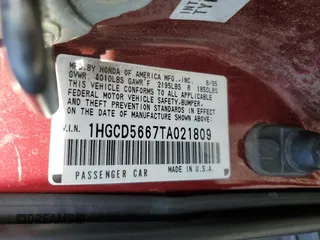 MFD. BY HONDA OF AMERICA MFG., INC. 8/95
GVWR 4010LBS GAWR F 2195LBS R 1850LBS
THIS VEHICLE CONFORMS TO ALL APPLICABLE
FEDERAL MOTOR VEHICLE SAFETY, BUMPER,
AND THEFT PREVENTION STANDARDS IN EFFECT
ON THE DATE OF MANUFACTURE SHOWN ABOVE.
V.I.N. 1HGCD5667TA021809
PASSENGER CAR MADE IN U.S.A.